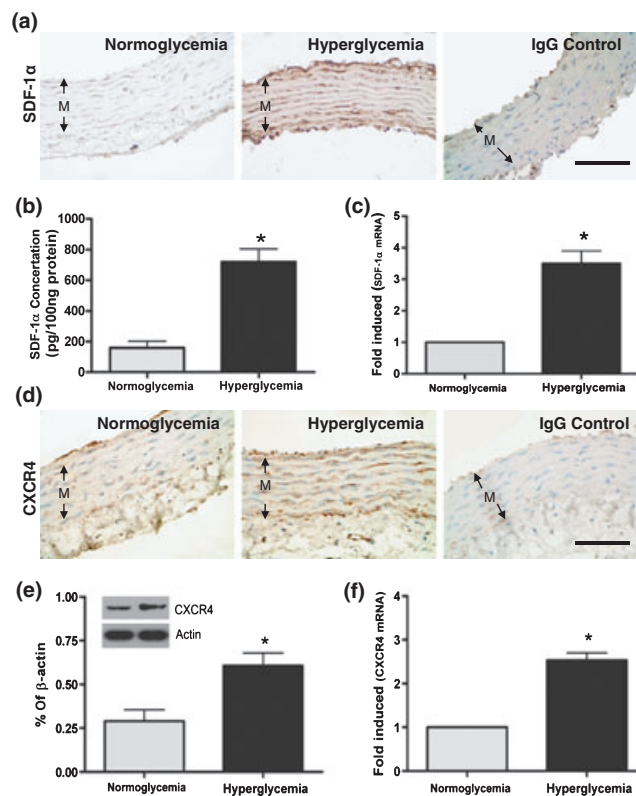 (a)
Normoglycemia
Hyperglycemia
IgG Control
SDF-1α
M
M
M
(b)
SDF-1α Concertation
(pg/100ng protein)
1000
800
600
400
200
0
*
Normoglycemia
Hyperglycemia
(c)
Fold induced (SDF-1α mRNA)
5
4
3
2
1
0
*
Normoglycemia
Hyperglycemia
(d)
Normoglycemia
Hyperglycemia
IgG Control
CXCR4
M
M
M
(e)
% Of β-actin
1.00
0.75
0.50
0.25
0.00
CXCR4
Actin
*
Normoglycemia
Hyperglycemia
(f)
Fold induced (CXCR4 mRNA)
4
3
2
1
0
*
Normoglycemia
Hyperglycemia